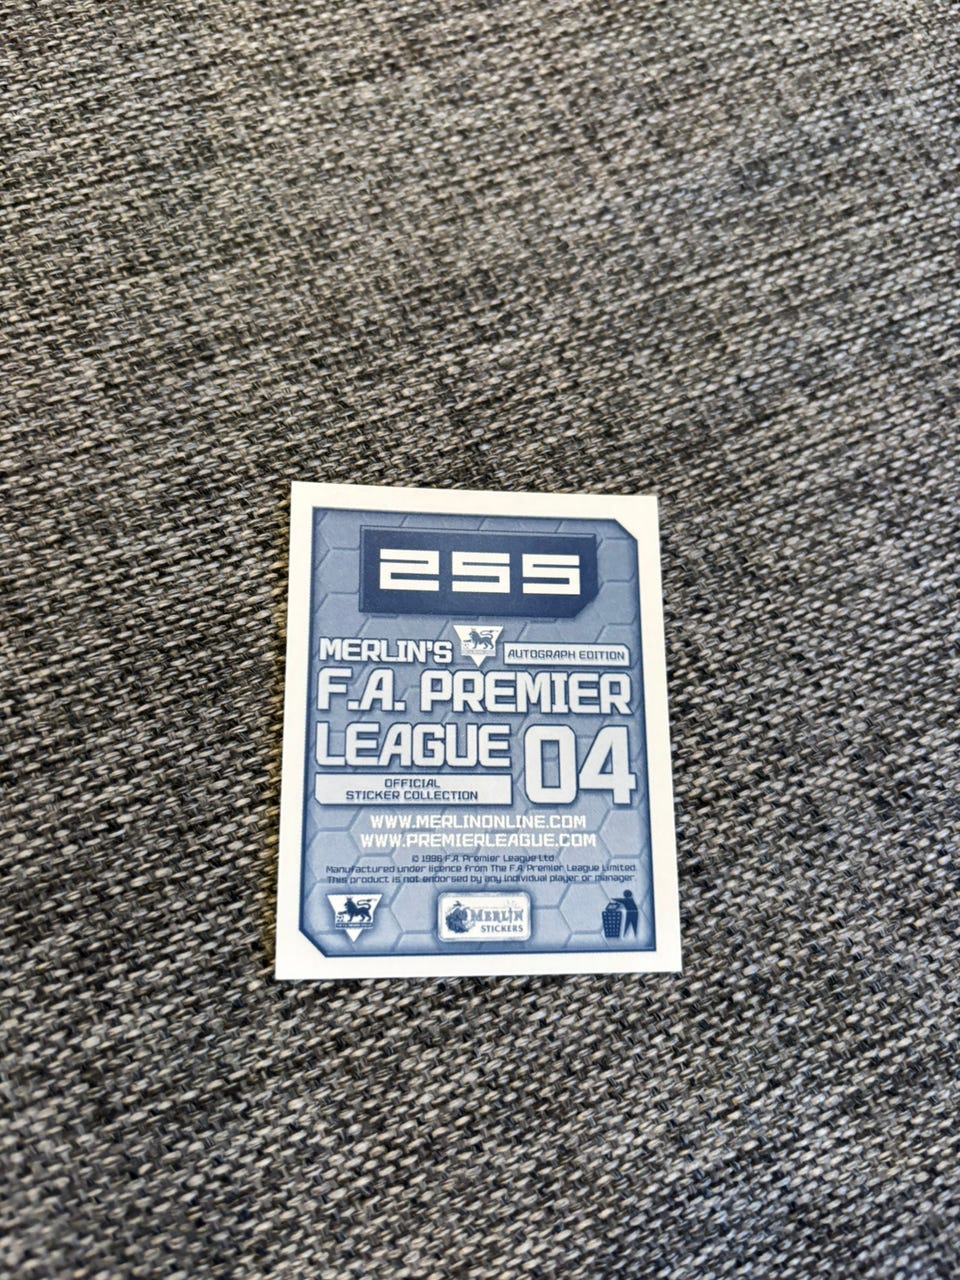 255
MERLIN'S AUTOGRAPH EDITION
F.A. PREMIER
LEAGUE 04
OFFICIAL
STICKER COLLECTION
WWW.MERLINONLINE.COM
WWW.PREMIERLEAGUE.COM
© 1996 F.A. Premier League Ltd.
Manufactured under licence from The F.A. Premier League Limited.
This product is not endorsed by any individual player or manager.
MERLIN
STICKERS